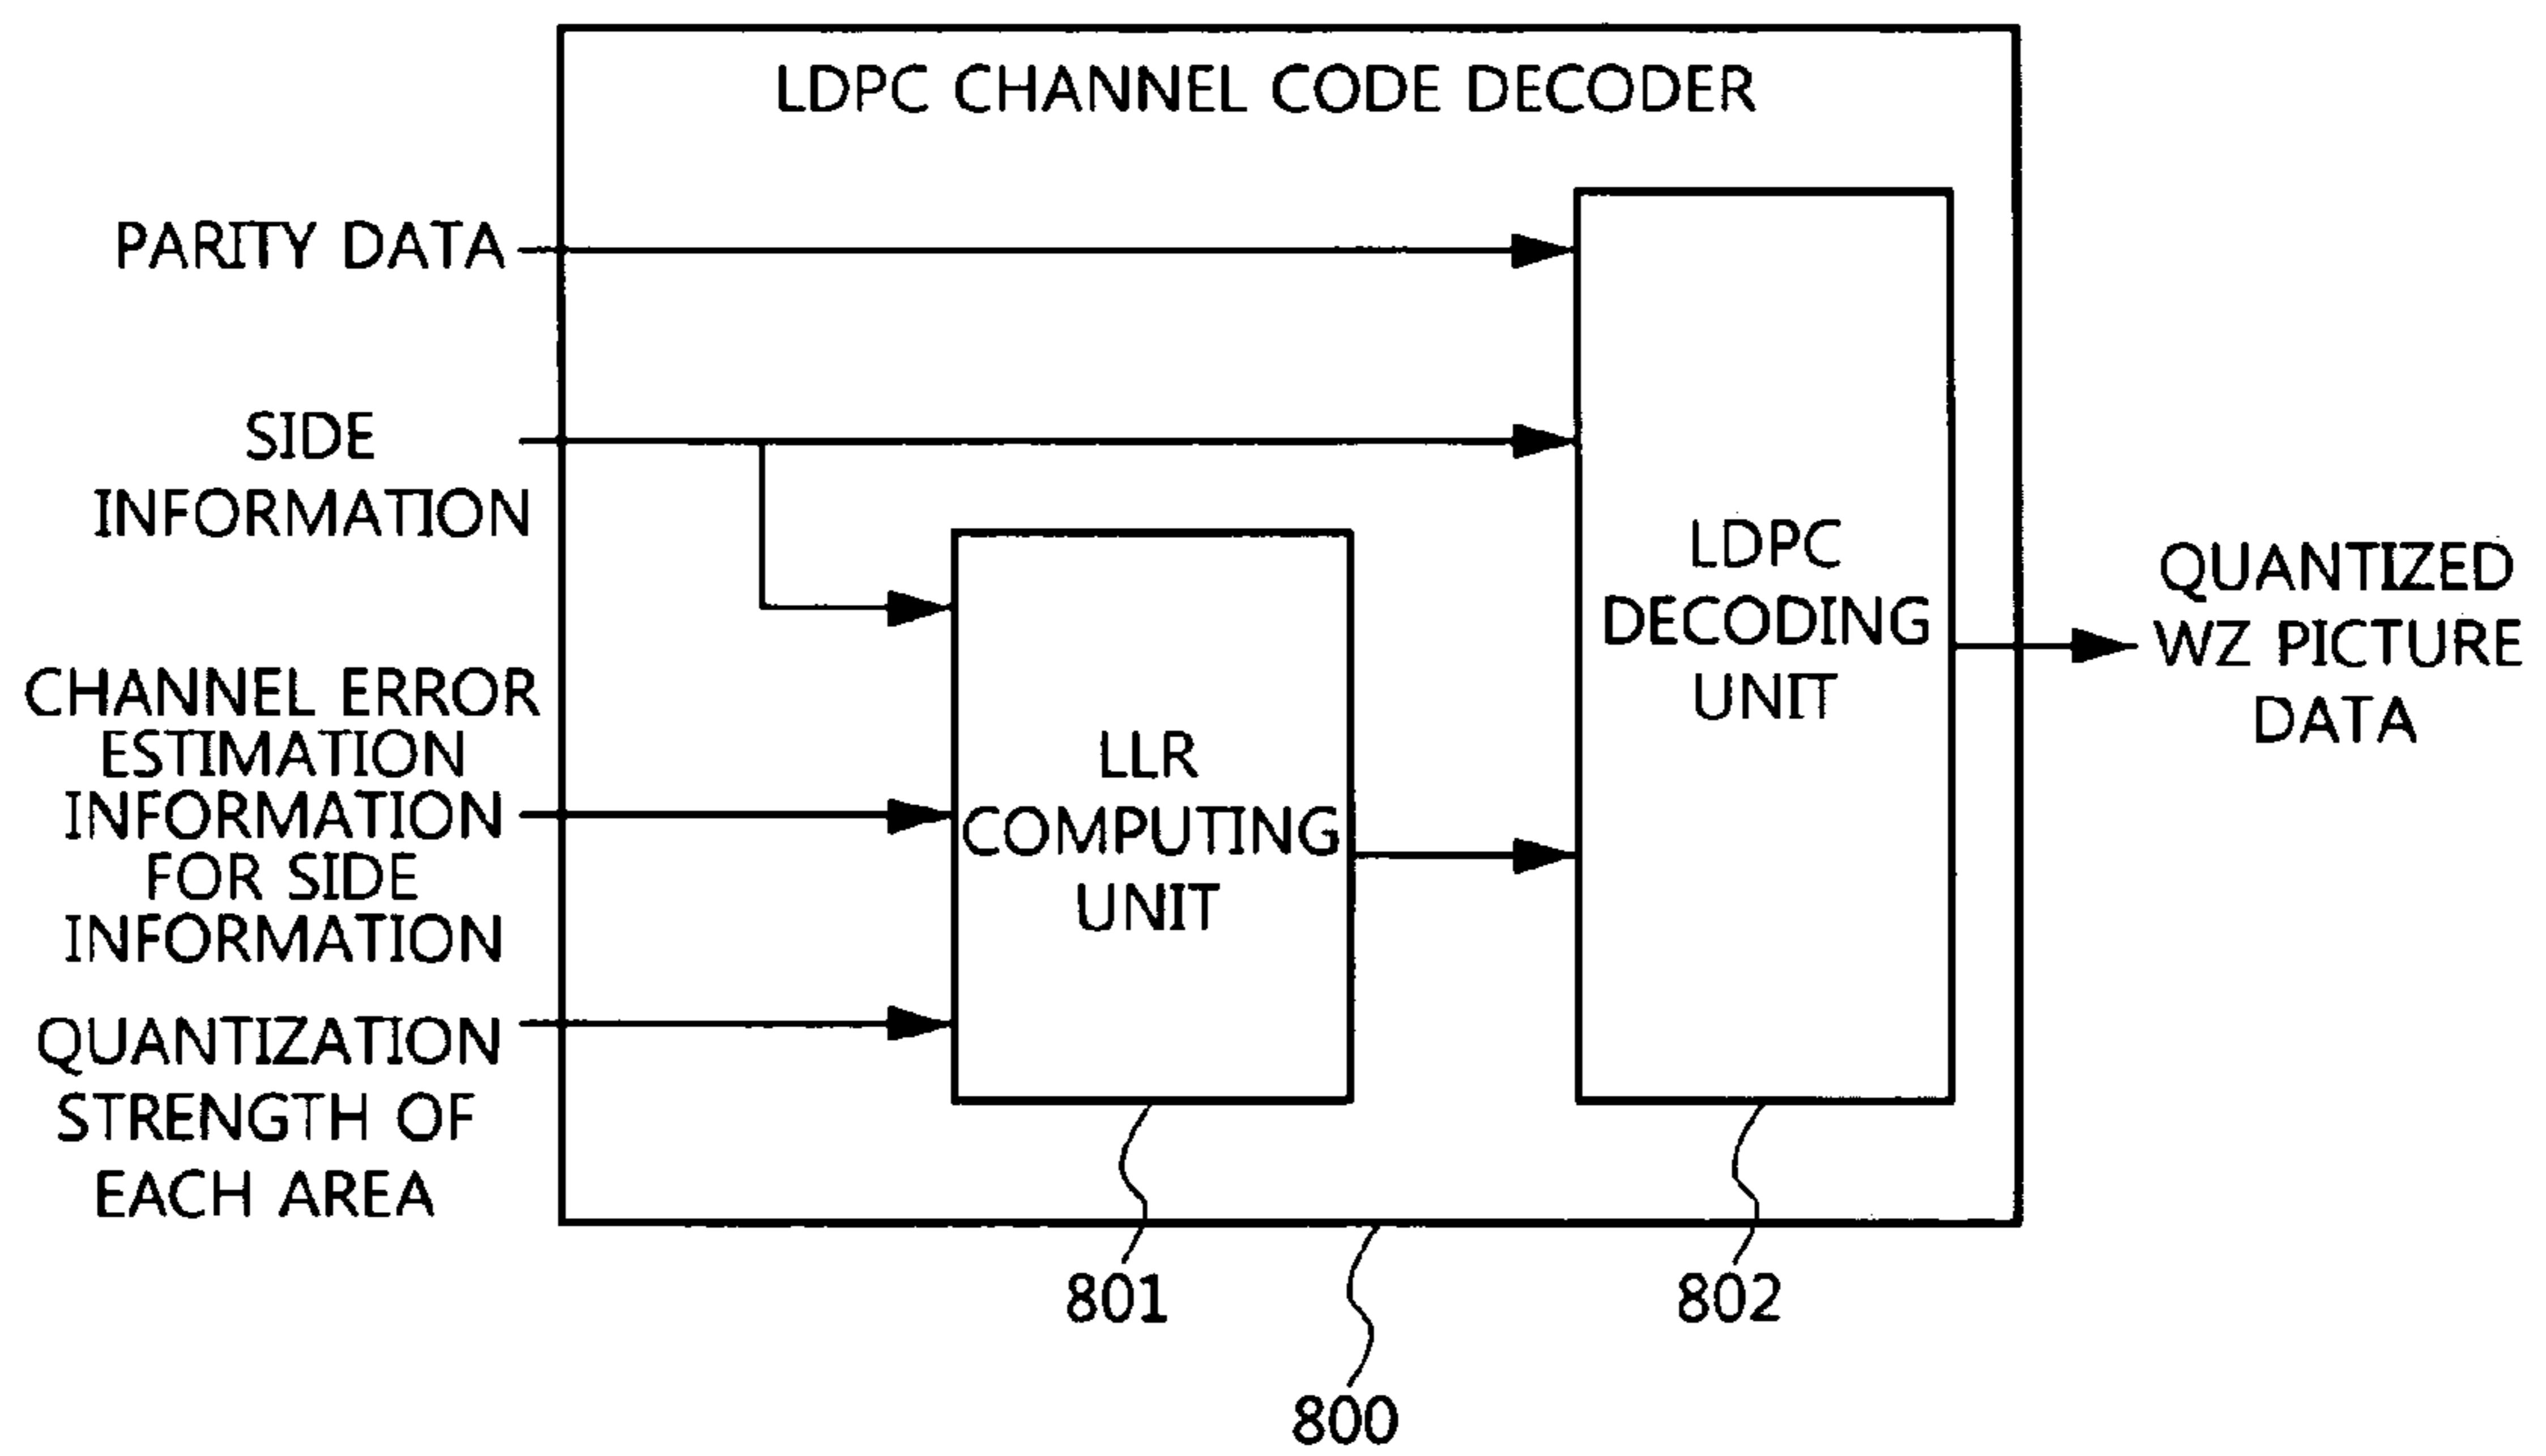 LDPC CHANNEL CODE DECODER
PARITY DATA
SIDE
INFORMATION
CHANNEL ERROR
ESTIMATION
INFORMATION
FOR SIDE
INFORMATION
QUANTIZATION
STRENGTH OF
EACH AREA
LLR
COMPUTING
UNIT
LDPC
DECODING
UNIT
QUANTIZED
WZ PICTURE
DATA
801
802
800